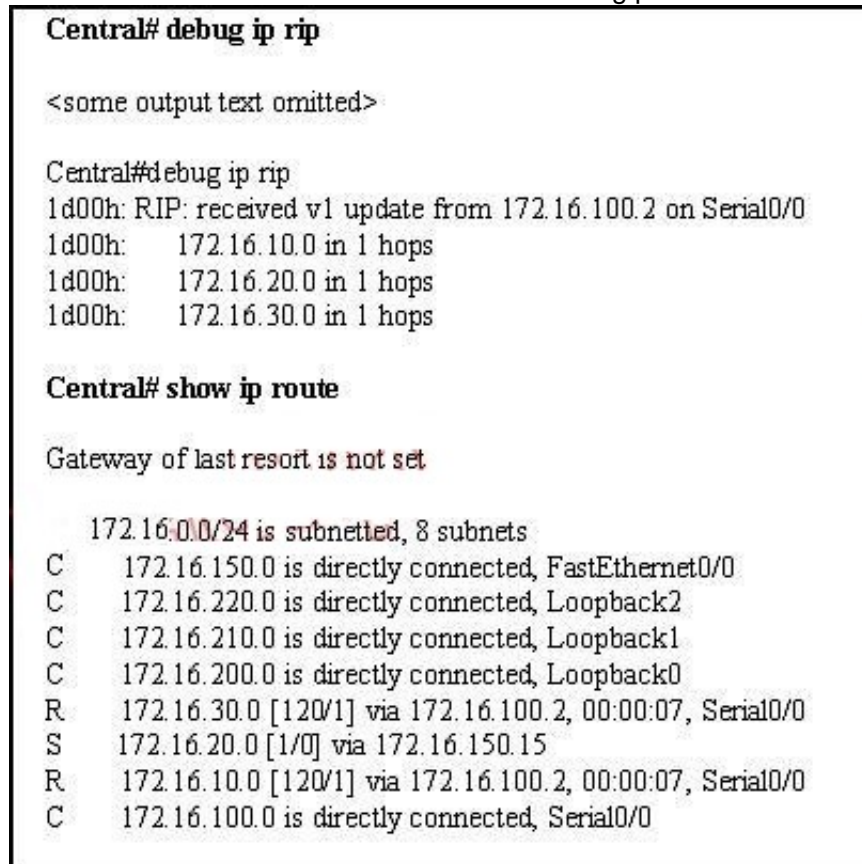 Central# debug ip rip
<some output text omitted>
Central#debug ip rip
1d00h: RIP: received v1 update from 172.16.100.2 on Serial0/0
1d00h: 172.16.10.0 in 1 hops
1d00h: 172.16.20.0 in 1 hops
1d00h: 172.16.30.0 in 1 hops
Central# show ip route
Gateway of last resort is not set
172.16.0.0/24 is subnetted, 8 subnets
C 172.16.150.0 is directly connected, FastEthernet0/0
C 172.16.220.0 is directly connected, Loopback2
C 172.16.210.0 is directly connected, Loopback1
C 172.16.200.0 is directly connected, Loopback0
R 172.16.30.0 [120/1] via 172.16.100.2, 00:00:07, Serial0/0
S 172.16.20.0 [1/0] via 172.16.150.15
R 172.16.10.0 [120/1] via 172.16.100.2, 00:00:07, Serial0/0
C 172.16.100.0 is directly connected, Serial0/0